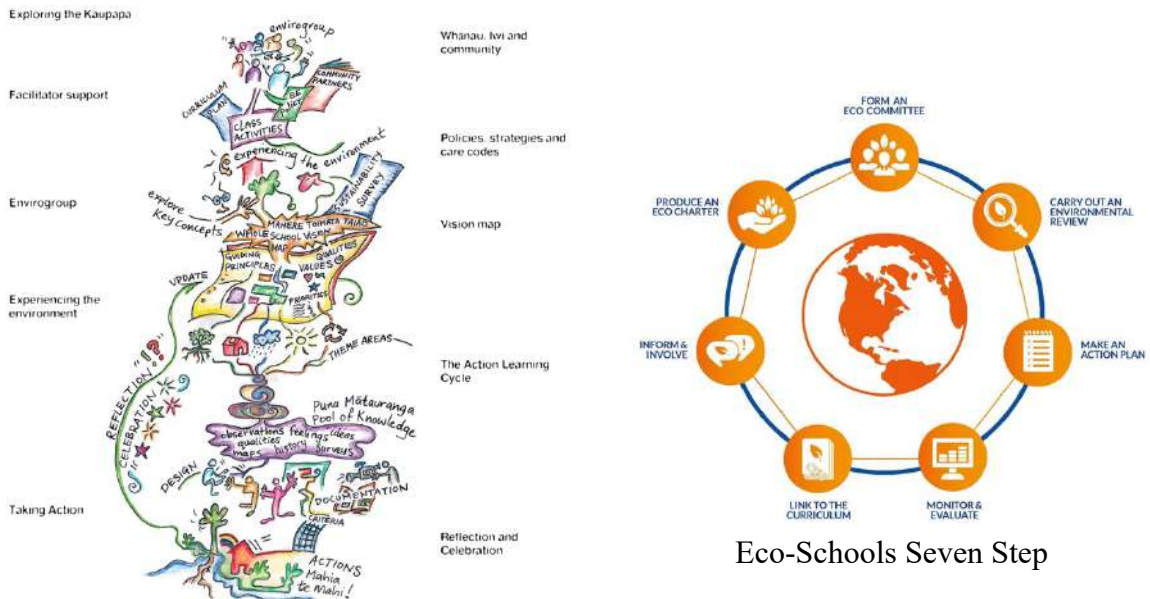 Exploring the Kaupapa
Facilitator support
Envirogroup
Experiencing the
environment
Taking Action
envirogroup
CURRICULUM
PLAN
EE
POLICY
COMMUNITY
PARTNERS
CLASS
ACTIVITIES
experiencing the environment
SUSTAINABILITY
SURVEY
explore
Key Concepts
MAHERE TOIMATA TAIAO
WHOLE SCHOOL VISION
MAP
GUIDING
PRINCIPLES
QUALITIES
VALUES
PRIORITIES
UPDATE
THEME AREAS
REFLECTION
"!?
CELEBRATION
Puna Mātauranga
Pool of Knowledge
observations feelings ideas
qualities
maps history surveys
DESIGN
DOCUMENTATION
CRITERIA
ACTIONS
Mahia
te Mahi!
Whanau, Iwi and
community
Policies, strategies and
care codes
Vision map
The Action Learning
Cycle
Reflection and
Celebration
FORM AN
ECO COMMITTEE
CARRY OUT AN
ENVIRONMENTAL
REVIEW
MAKE AN
ACTION PLAN
MONITOR &
EVALUATE
LINK TO THE
CURRICULUM
INFORM &
INVOLVE
PRODUCE AN
ECO CHARTER
Eco-Schools Seven Step